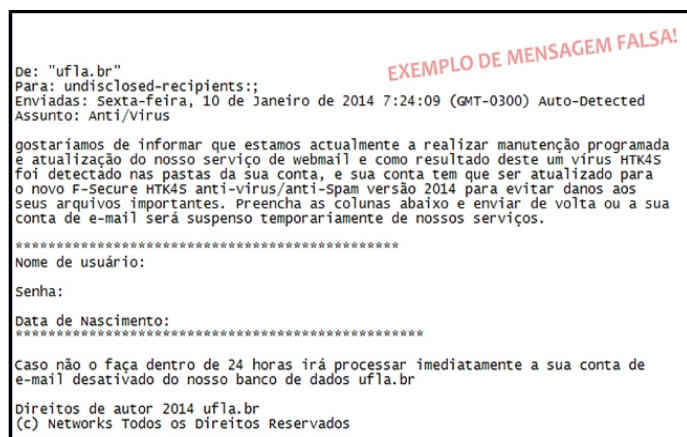 EXEMPLO DE MENSAGEM FALSA!
De: "ufla.br"
Para: undisclosed-recipients:;
Enviadas: Sexta-feira, 10 de Janeiro de 2014 7:24:09 (GMT-0300) Auto-Detected
Assunto: Anti/Virus
gostaríamos de informar que estamos actualmente a realizar manutenção programada
e atualização do nosso serviço de webmail e como resultado deste um vírus HTK4S
foi detectado nas pastas da sua conta, e sua conta tem que ser atualizado para
o novo F-Secure HTK4S anti-virus/anti-Spam versão 2014 para evitar danos aos
seus arquivos importantes. Preencha as colunas abaixo e enviar de volta ou a sua
conta de e-mail será suspenso temporariamente de nossos serviços.
***********************************************
Nome de usuário:
Senha:
Data de Nascimento:
**************************************************
Caso não o faça dentro de 24 horas irá processar imediatamente a sua conta de
e-mail desativado do nosso banco de dados ufla.br
Direitos de autor 2014 ufla.br
(c) Networks Todos os Direitos Reservados